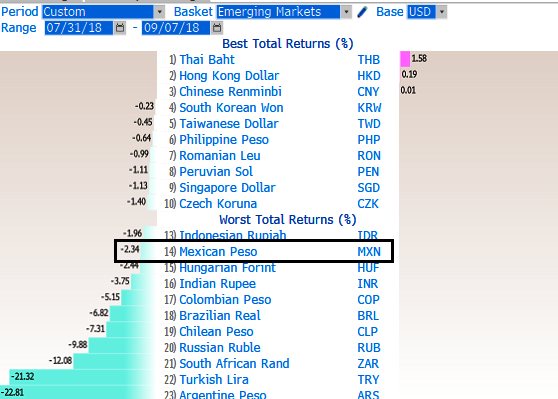 Period Custom Basket Emerging Markets Base USD
Range 07/31/18 - 09/07/18
Best Total Returns (%)
1) Thai Baht THB 1.58
2) Hong Kong Dollar HKD 0.19
3) Chinese Renminbi CNY 0.01
-0.23 4) South Korean Won KRW
-0.45 5) Taiwanese Dollar TWD
-0.64 6) Philippine Peso PHP
-0.99 7) Romanian Leu RON
-1.11 8) Peruvian Sol PEN
-1.13 9) Singapore Dollar SGD
-1.40 10) Czech Koruna CZK
Worst Total Returns (%)
-1.96 13) Indonesian Rupiah IDR
-2.34 14) Mexican Peso MXN
-2.44 15) Hungarian Forint HUF
-3.75 16) Indian Rupee INR
-5.15 17) Colombian Peso COP
-6.82 18) Brazilian Real BRL
-7.31 19) Chilean Peso CLP
-9.88 20) Russian Ruble RUB
-12.08 21) South African Rand ZAR
-21.32 22) Turkish Lira TRY
-22.81 23) Argentine Peso ARS